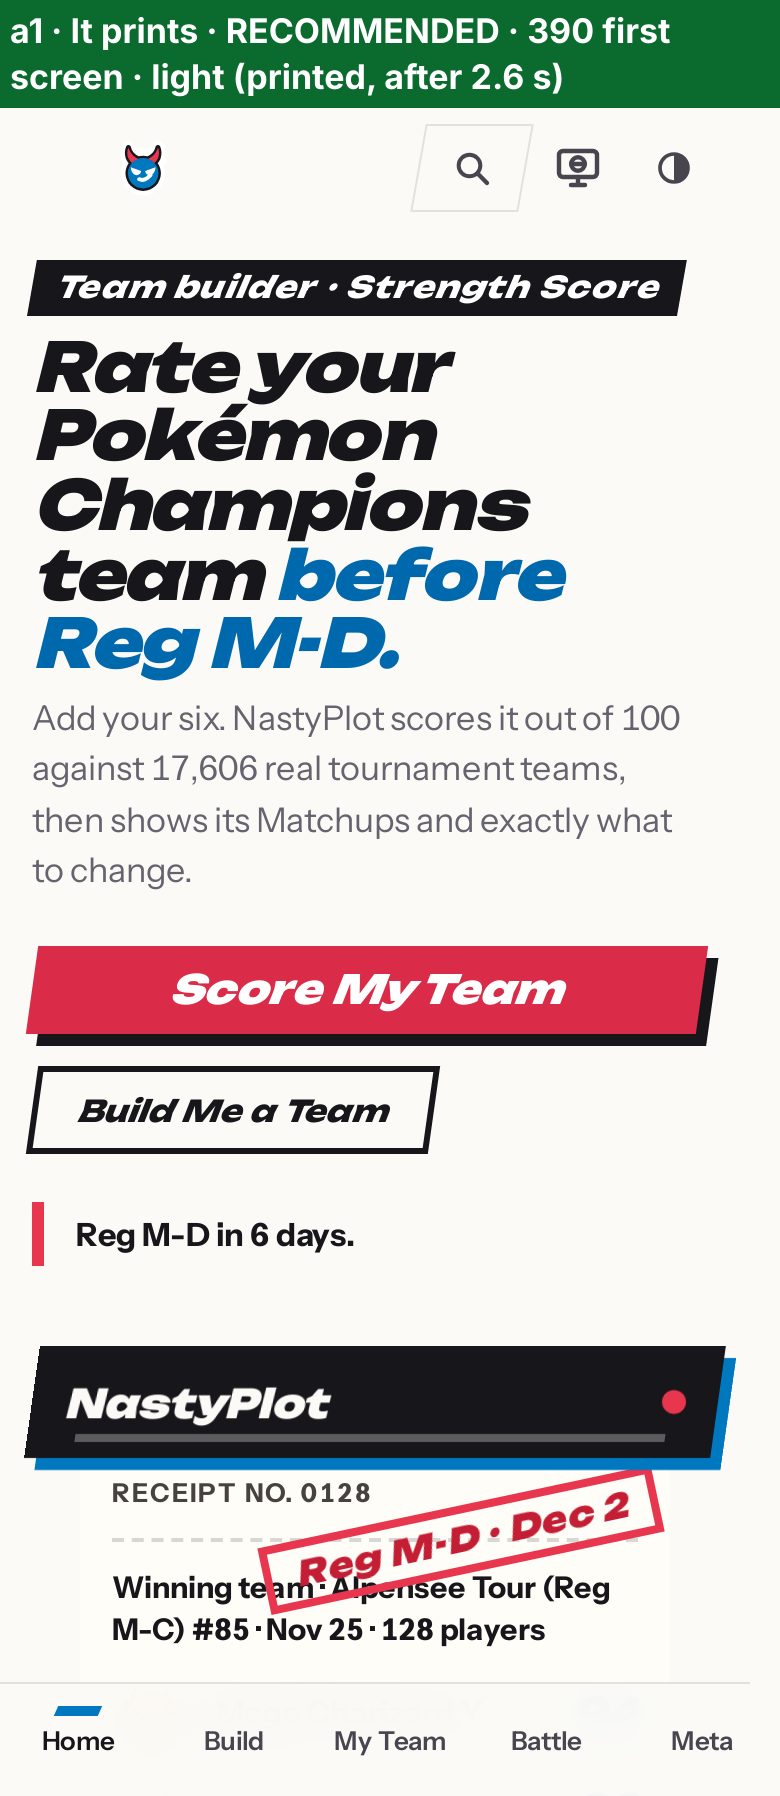 a1 · It prints · RECOMMENDED · 390 first
screen · light (printed, after 2.6 s)
Team builder · Strength Score
Rate your
Pokémon
Champions
team before
Reg M-D.
Add your six. NastyPlot scores it out of 100
against 17,606 real tournament teams,
then shows its Matchups and exactly what
to change.
Score My Team
Build Me a Team
Reg M-D in 6 days.
NastyPlot
RECEIPT NO. 0128
Reg M-D · Dec 2
Winning team · Alpensee Tour (Reg
M-C) #85 · Nov 25 · 128 players
Home Build My Team Battle Meta